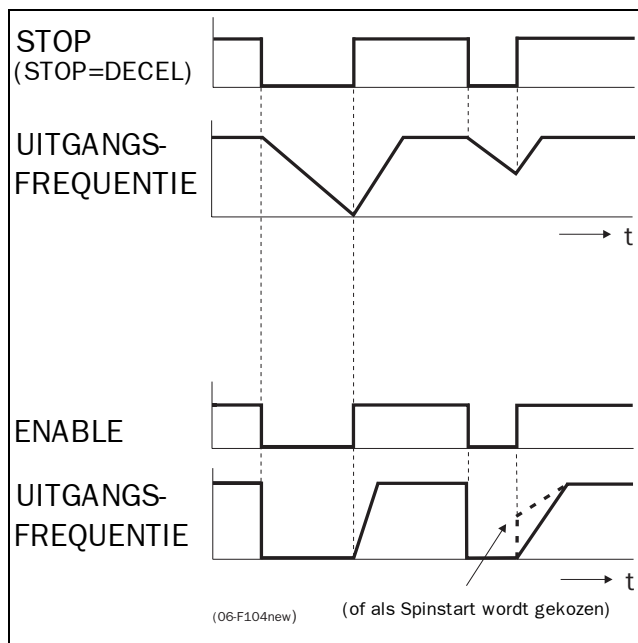 STOP
(STOP=DECEL)
UITGANGS-
FREQUENTIE
t
ENABLE
UITGANGS-
FREQUENTIE
t
(06-F104new)
(of als Spinstart wordt gekozen)